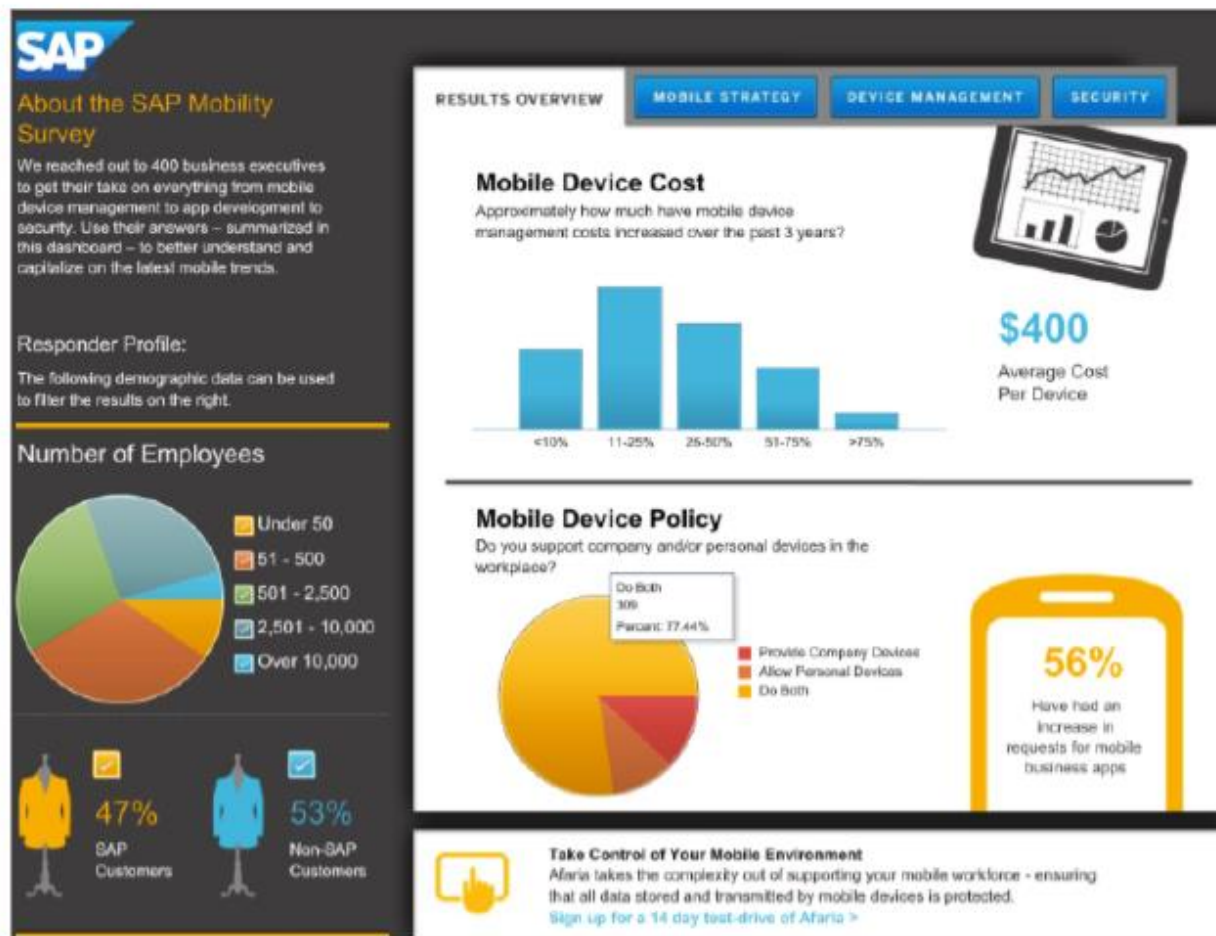 SAP
About the SAP Mobility
Survey
We reached out to 400 business executives
to get their take on everything from mobile
device management to app development to
security. Use their answers – summarized in
this dashboard – to better understand and
capitalize on the latest mobile trends.
Responder Profile:
The following demographic data can be used
to filter the results on the right.
Number of Employees
Under 50
51 - 500
501 - 2,500
2,501 - 10,000
Over 10,000
47%
SAP
Customers
53%
Non-SAP
Customers
RESULTS OVERVIEW
MOBILE STRATEGY
DEVICE MANAGEMENT
SECURITY
Mobile Device Cost
Approximately how much have mobile device
management costs increased over the past 3 years?
<10%
11-25%
26-50%
51-75%
>75%
$400
Average Cost
Per Device
Mobile Device Policy
Do you support company and/or personal devices in the
workplace?
Do Both
309
Percent: 77.44%
Provide Company Devices
Allow Personal Devices
Do Both
56%
Have had an
increase in
requests for mobile
business apps
Take Control of Your Mobile Environment
Afaria takes the complexity out of supporting your mobile workforce - ensuring
that all data stored and transmitted by mobile devices is protected.
Sign up for a 14 day test-drive of Afaria >